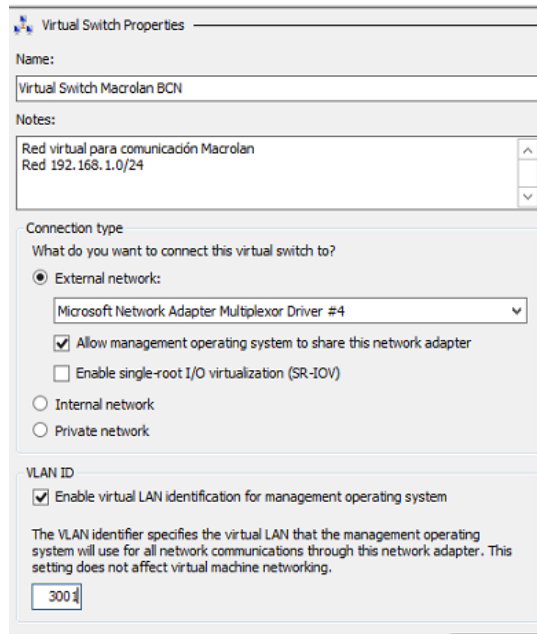 Virtual Switch Properties
Name:
Virtual Switch Macrolan BCN
Notes:
Red virtual para comunicación Macrolan
Red 192.168.1.0/24
Connection type
What do you want to connect this virtual switch to?
External network:
Microsoft Network Adapter Multiplexor Driver #4
Allow management operating system to share this network adapter
Enable single-root I/O virtualization (SR-IOV)
Internal network
Private network
VLAN ID
Enable virtual LAN identification for management operating system
The VLAN identifier specifies the virtual LAN that the management operating
system will use for all network communications through this network adapter. This
setting does not affect virtual machine networking.
3001